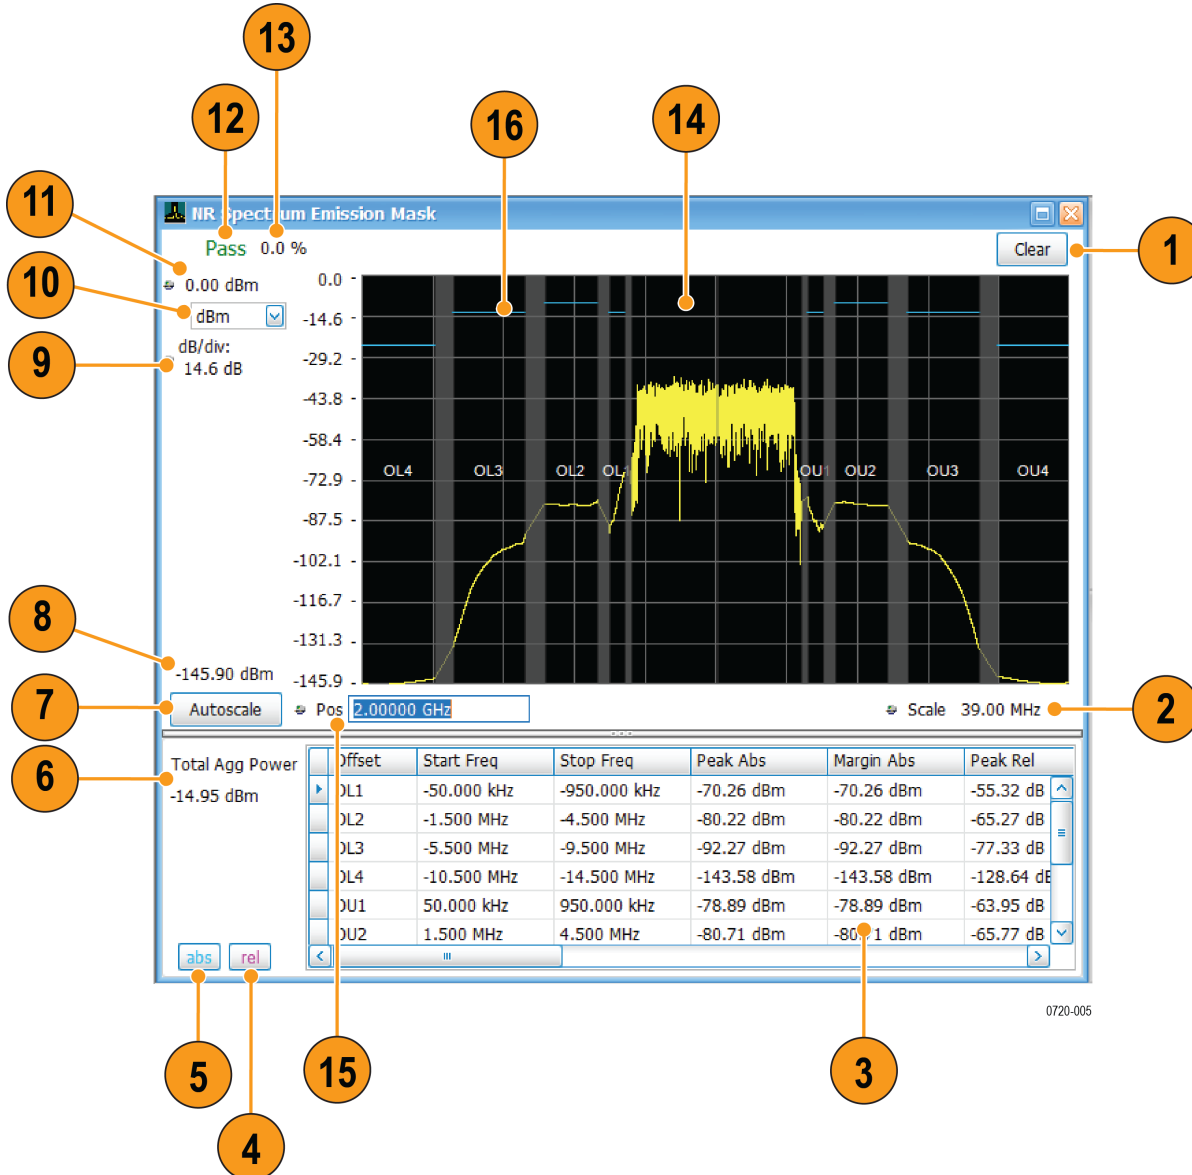 13
12
16
14
11
NR Spectrum Emission Mask
1
Pass 0.0 %
Clear
10
0.00 dBm
dBm
9
dB/div:
14.6 dB
0.0 -
-14.6 -
-29.2 -
-43.8 -
-58.4 -
-72.9 -
-87.5 -
-102.1 -
-116.7 -
-131.3 -
-145.9 -
OL4 OL3 OL2 OL1 OU1 OU2 OU3 OU4
8
-145.90 dBm
7
Autoscale
Pos 2.00000 GHz
Scale 39.00 MHz
2
6
Total Agg Power
-14.95 dBm
Offset Start Freq Stop Freq Peak Abs Margin Abs Peak Rel
OL1 -50.000 kHz -950.000 kHz -70.26 dBm -70.26 dBm -55.32 dB
OL2 -1.500 MHz -4.500 MHz -80.22 dBm -80.22 dBm -65.27 dB
OL3 -5.500 MHz -9.500 MHz -92.27 dBm -92.27 dBm -77.33 dB
OL4 -10.500 MHz -14.500 MHz -143.58 dBm -143.58 dBm -128.64 dB
OU1 50.000 kHz 950.000 kHz -78.89 dBm -78.89 dBm -63.95 dB
OU2 1.500 MHz 4.500 MHz -80.71 dBm -80.71 dBm -65.77 dB
abs rel
0720-005
5
15
3
4